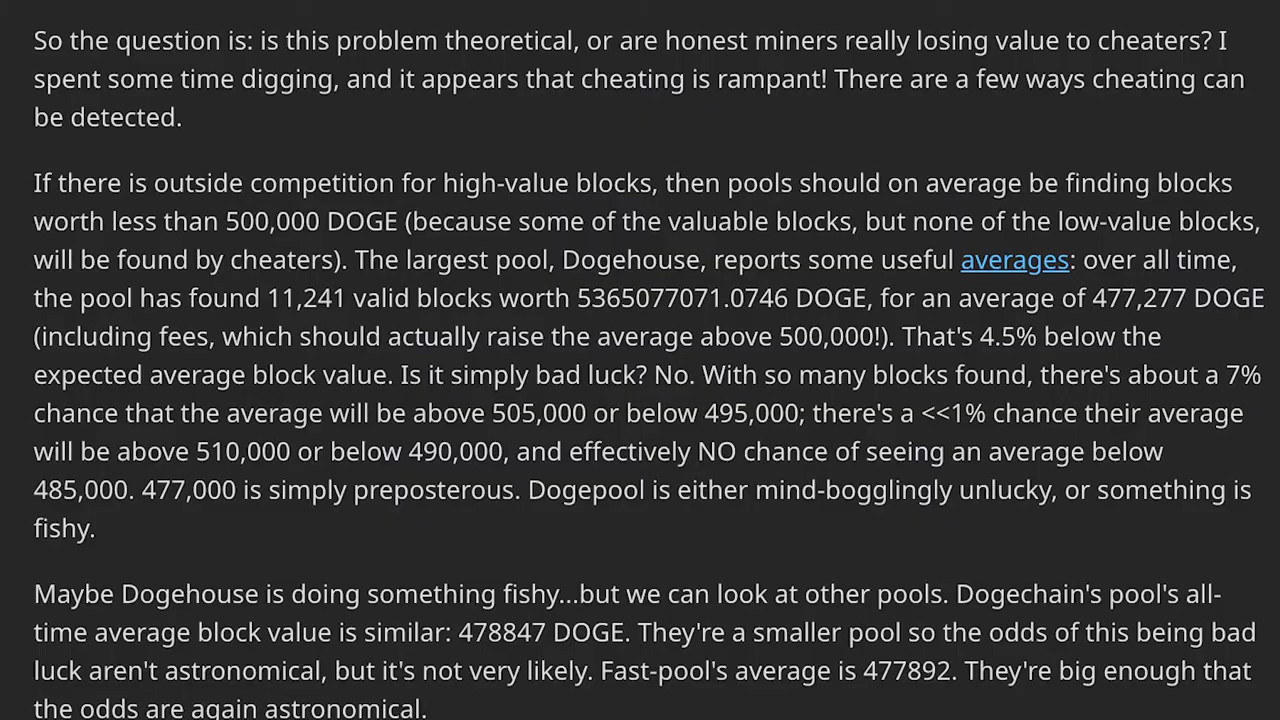 So the question is: is this problem theoretical, or are honest miners really losing value to cheaters? I
spent some time digging, and it appears that cheating is rampant! There are a few ways cheating can
be detected.
If there is outside competition for high-value blocks, then pools should on average be finding blocks
worth less than 500,000 DOGE (because some of the valuable blocks, but none of the low-value blocks,
will be found by cheaters). The largest pool, Dogehouse, reports some useful averages: over all time,
the pool has found 11,241 valid blocks worth 5365077071.0746 DOGE, for an average of 477,277 DOGE
(including fees, which should actually raise the average above 500,000!). That's 4.5% below the
expected average block value. Is it simply bad luck? No. With so many blocks found, there's about a 7%
chance that the average will be above 505,000 or below 495,000; there's a <<1% chance their average
will be above 510,000 or below 490,000, and effectively NO chance of seeing an average below
485,000. 477,000 is simply preposterous. Dogepool is either mind-bogglingly unlucky, or something is
fishy.
Maybe Dogehouse is doing something fishy...but we can look at other pools. Dogechain's pool's all-
time average block value is similar: 478847 DOGE. They're a smaller pool so the odds of this being bad
luck aren't astronomical, but it's not very likely. Fast-pool's average is 477892. They're big enough that
the odds are again astronomical.